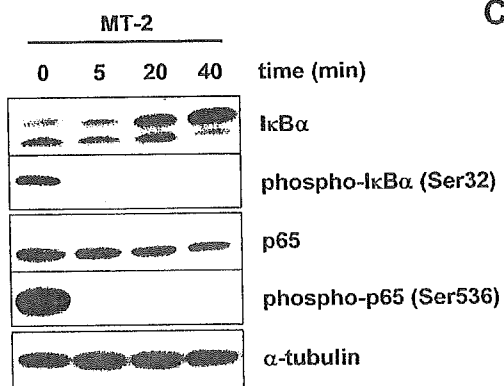 C
MT-2
0 5 20 40 time (min)
IκBα
phospho-IκBα (Ser32)
p65
phospho-p65 (Ser536)
α-tubulin